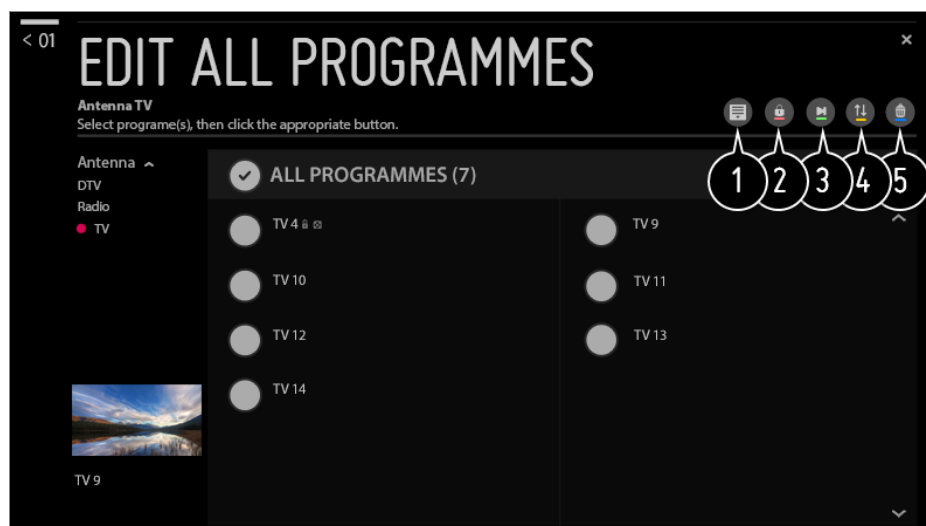 < 01
EDIT ALL PROGRAMMES
Antenna TV
Select programe(s), then click the appropriate button.
1 2 3 4 5
Antenna
DTV
Radio
TV
ALL PROGRAMMES (7)
TV 4
TV 9
TV 10
TV 11
TV 12
TV 13
TV 14
TV 9